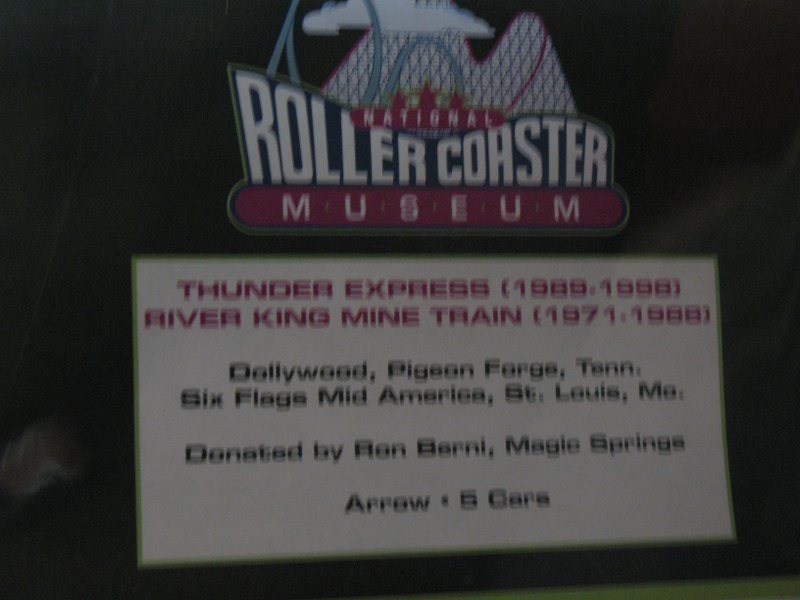 NATIONAL
ROLLER COASTER
MUSEUM
THUNDER EXPRESS (1989-1998)
RIVER KING MINE TRAIN (1971-1988)
Dollywood, Pigeon Forge, Tenn.
Six Flags Mid America, St. Louis, Mo.
Donated by Ron Berni, Magic Springs
Arrow • 5 Cars